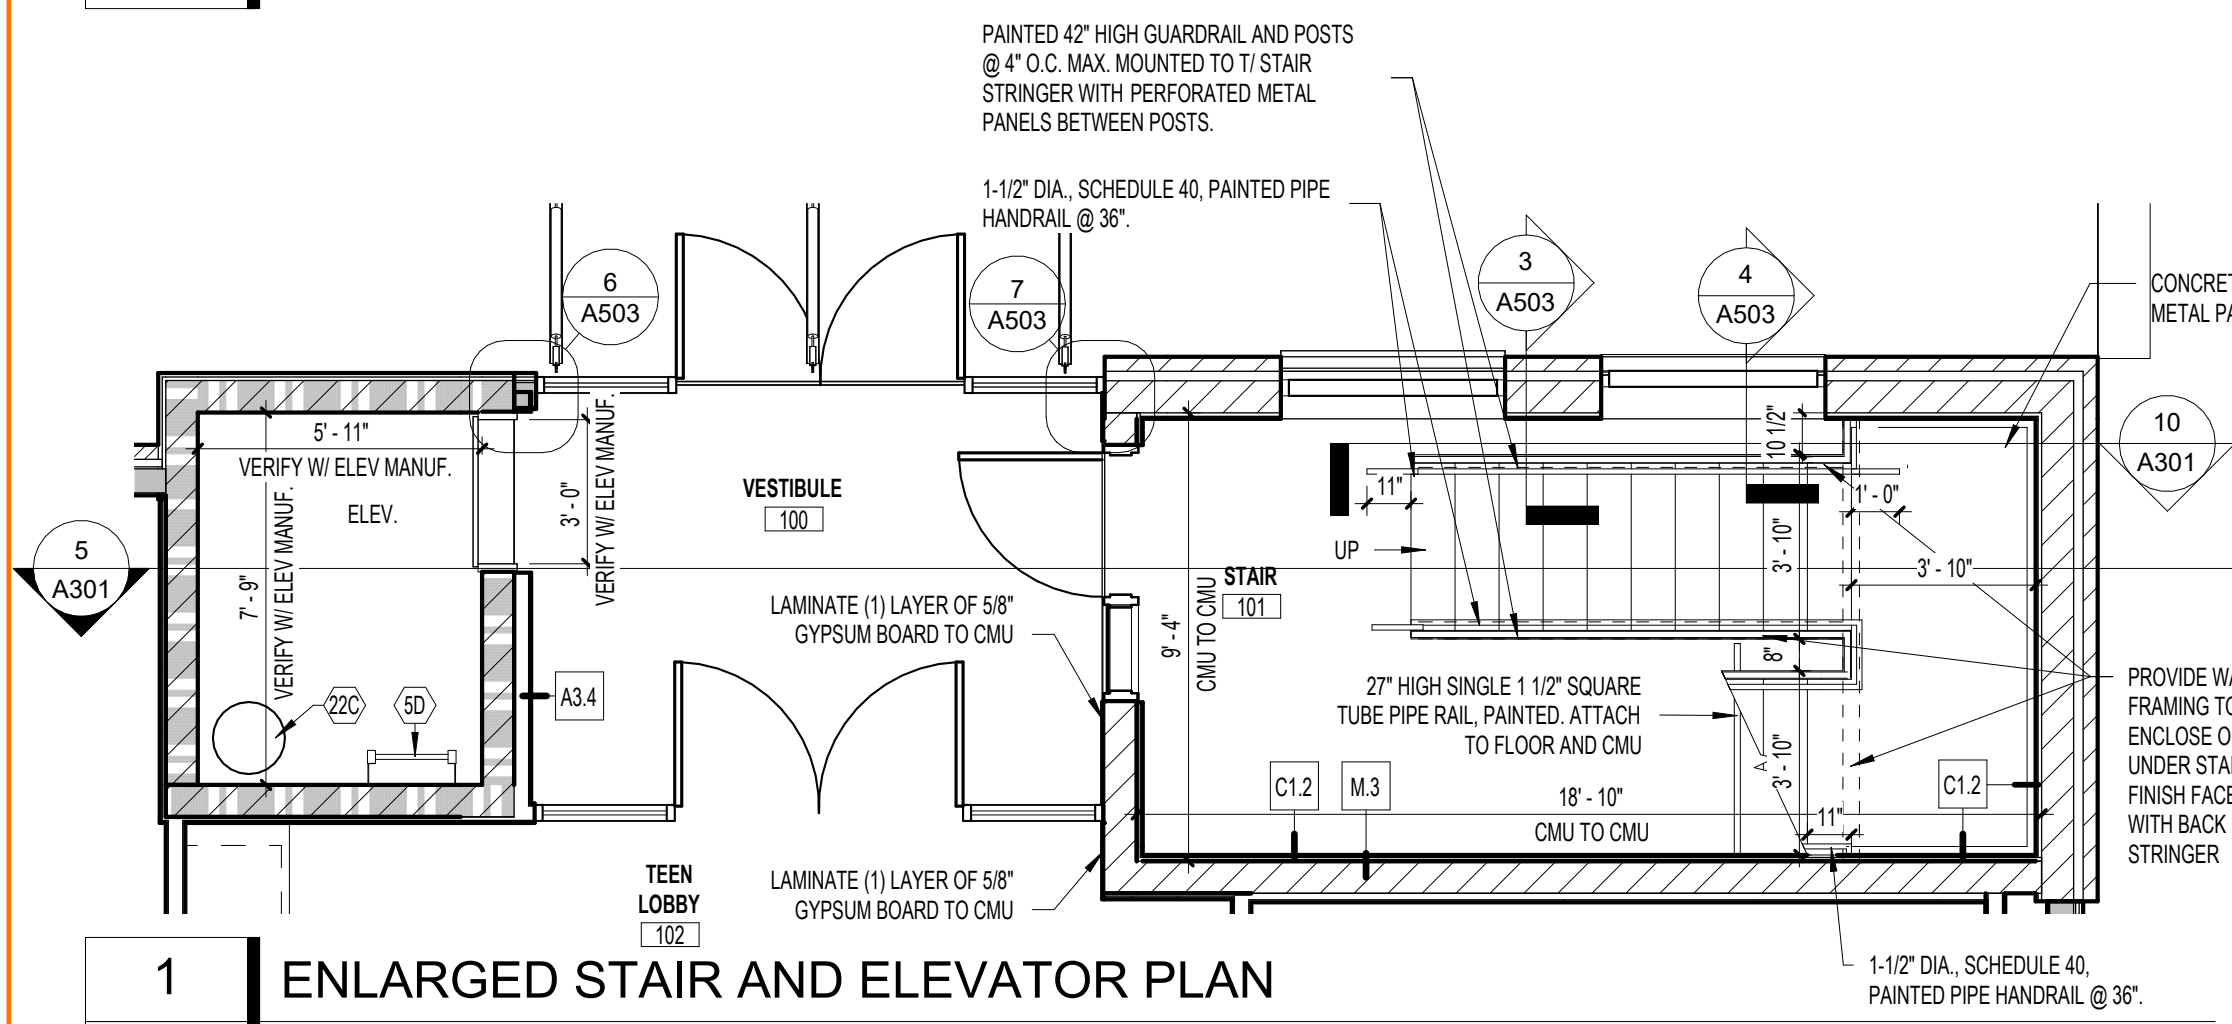 PAINTED 42" HIGH GUARDRAIL AND POSTS
@ 4" O.C. MAX. MOUNTED TO T/ STAIR
STRINGER WITH PERFORATED METAL
PANELS BETWEEN POSTS.
1-1/2" DIA., SCHEDULE 40, PAINTED PIPE
HANDRAIL @ 36".
6
A503
7
A503
3
A503
4
A503
CONCRET
METAL PA
10
A301
5
A301
5' - 11"
VERIFY W/ ELEV MANUF.
ELEV.
7' - 9"
VERIFY W/ ELEV MANUF.
3' - 0"
VERIFY W/ ELEV MANUF.
VESTIBULE
100
22C
5D
A3.4
LAMINATE (1) LAYER OF 5/8"
GYPSUM BOARD TO CMU
9' - 4"
CMU TO CMU
STAIR
101
UP
11"
10 1/2"
1' - 0"
3' - 10"
3' - 10"
8"
27" HIGH SINGLE 1 1/2" SQUARE
TUBE PIPE RAIL, PAINTED. ATTACH
TO FLOOR AND CMU
A
3' - 10"
C1.2
M.3
18' - 10"
CMU TO CMU
11"
C1.2
PROVIDE WA
FRAMING TO
ENCLOSE O
UNDER STAI
FINISH FACE
WITH BACK
STRINGER
TEEN
LOBBY
102
LAMINATE (1) LAYER OF 5/8"
GYPSUM BOARD TO CMU
1-1/2" DIA., SCHEDULE 40,
PAINTED PIPE HANDRAIL @ 36".
1
ENLARGED STAIR AND ELEVATOR PLAN